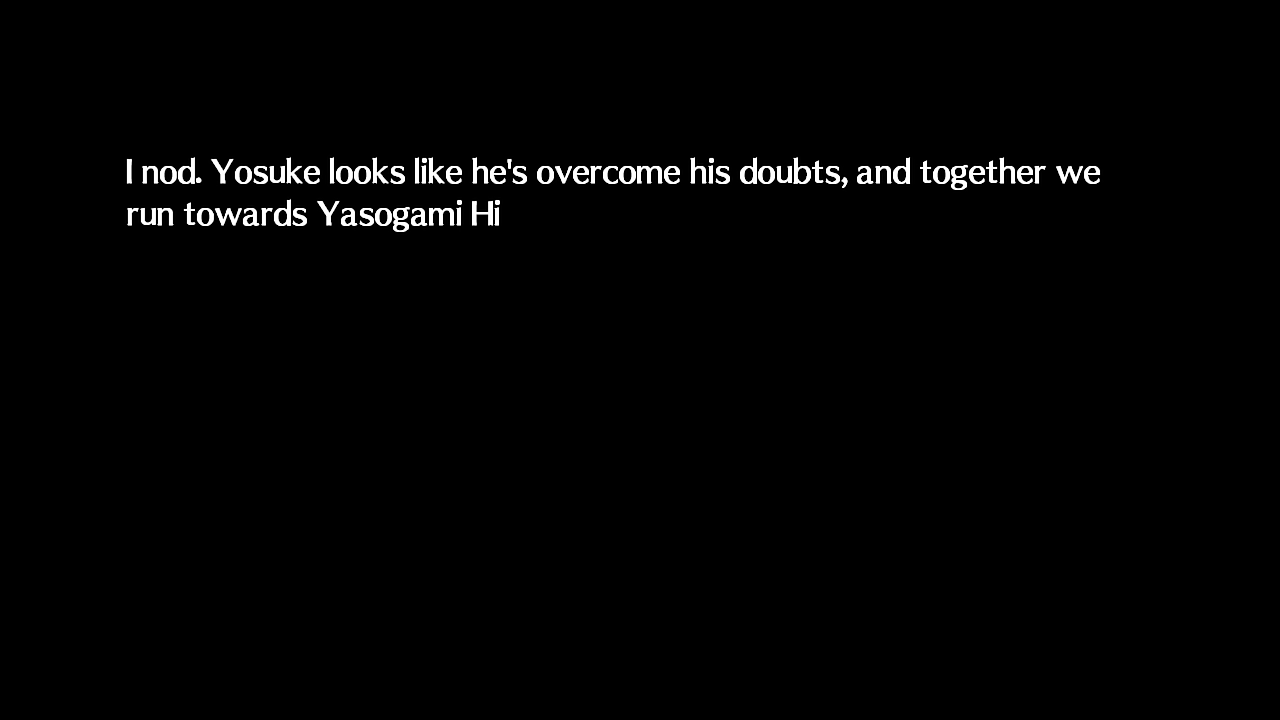 I nod. Yosuke looks like he's overcome his doubts, and together we
run towards Yasogami Hi